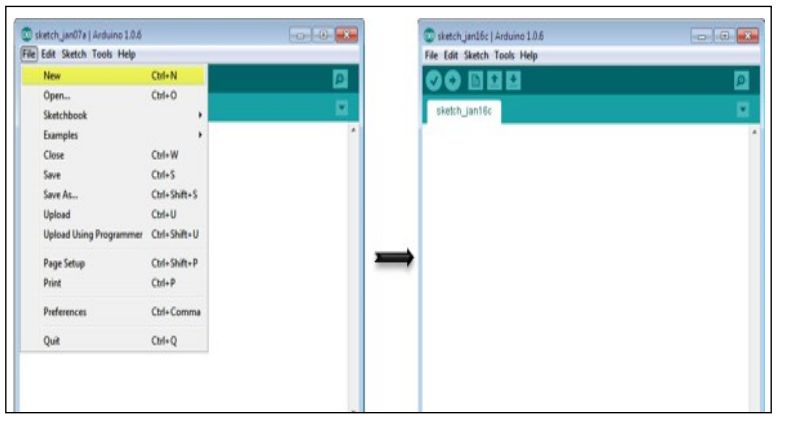 sketch_jan07a | Arduino 1.0.6
File Edit Sketch Tools Help
New Ctrl+N
Open... Ctrl+O
Sketchbook
Examples
Close Ctrl+W
Save Ctrl+S
Save As... Ctrl+Shift+S
Upload Ctrl+U
Upload Using Programmer Ctrl+Shift+U
Page Setup Ctrl+Shift+P
Print Ctrl+P
Preferences Ctrl+Comma
Quit Ctrl+Q
sketch_jan16c | Arduino 1.0.6
File Edit Sketch Tools Help
sketch_jan16c